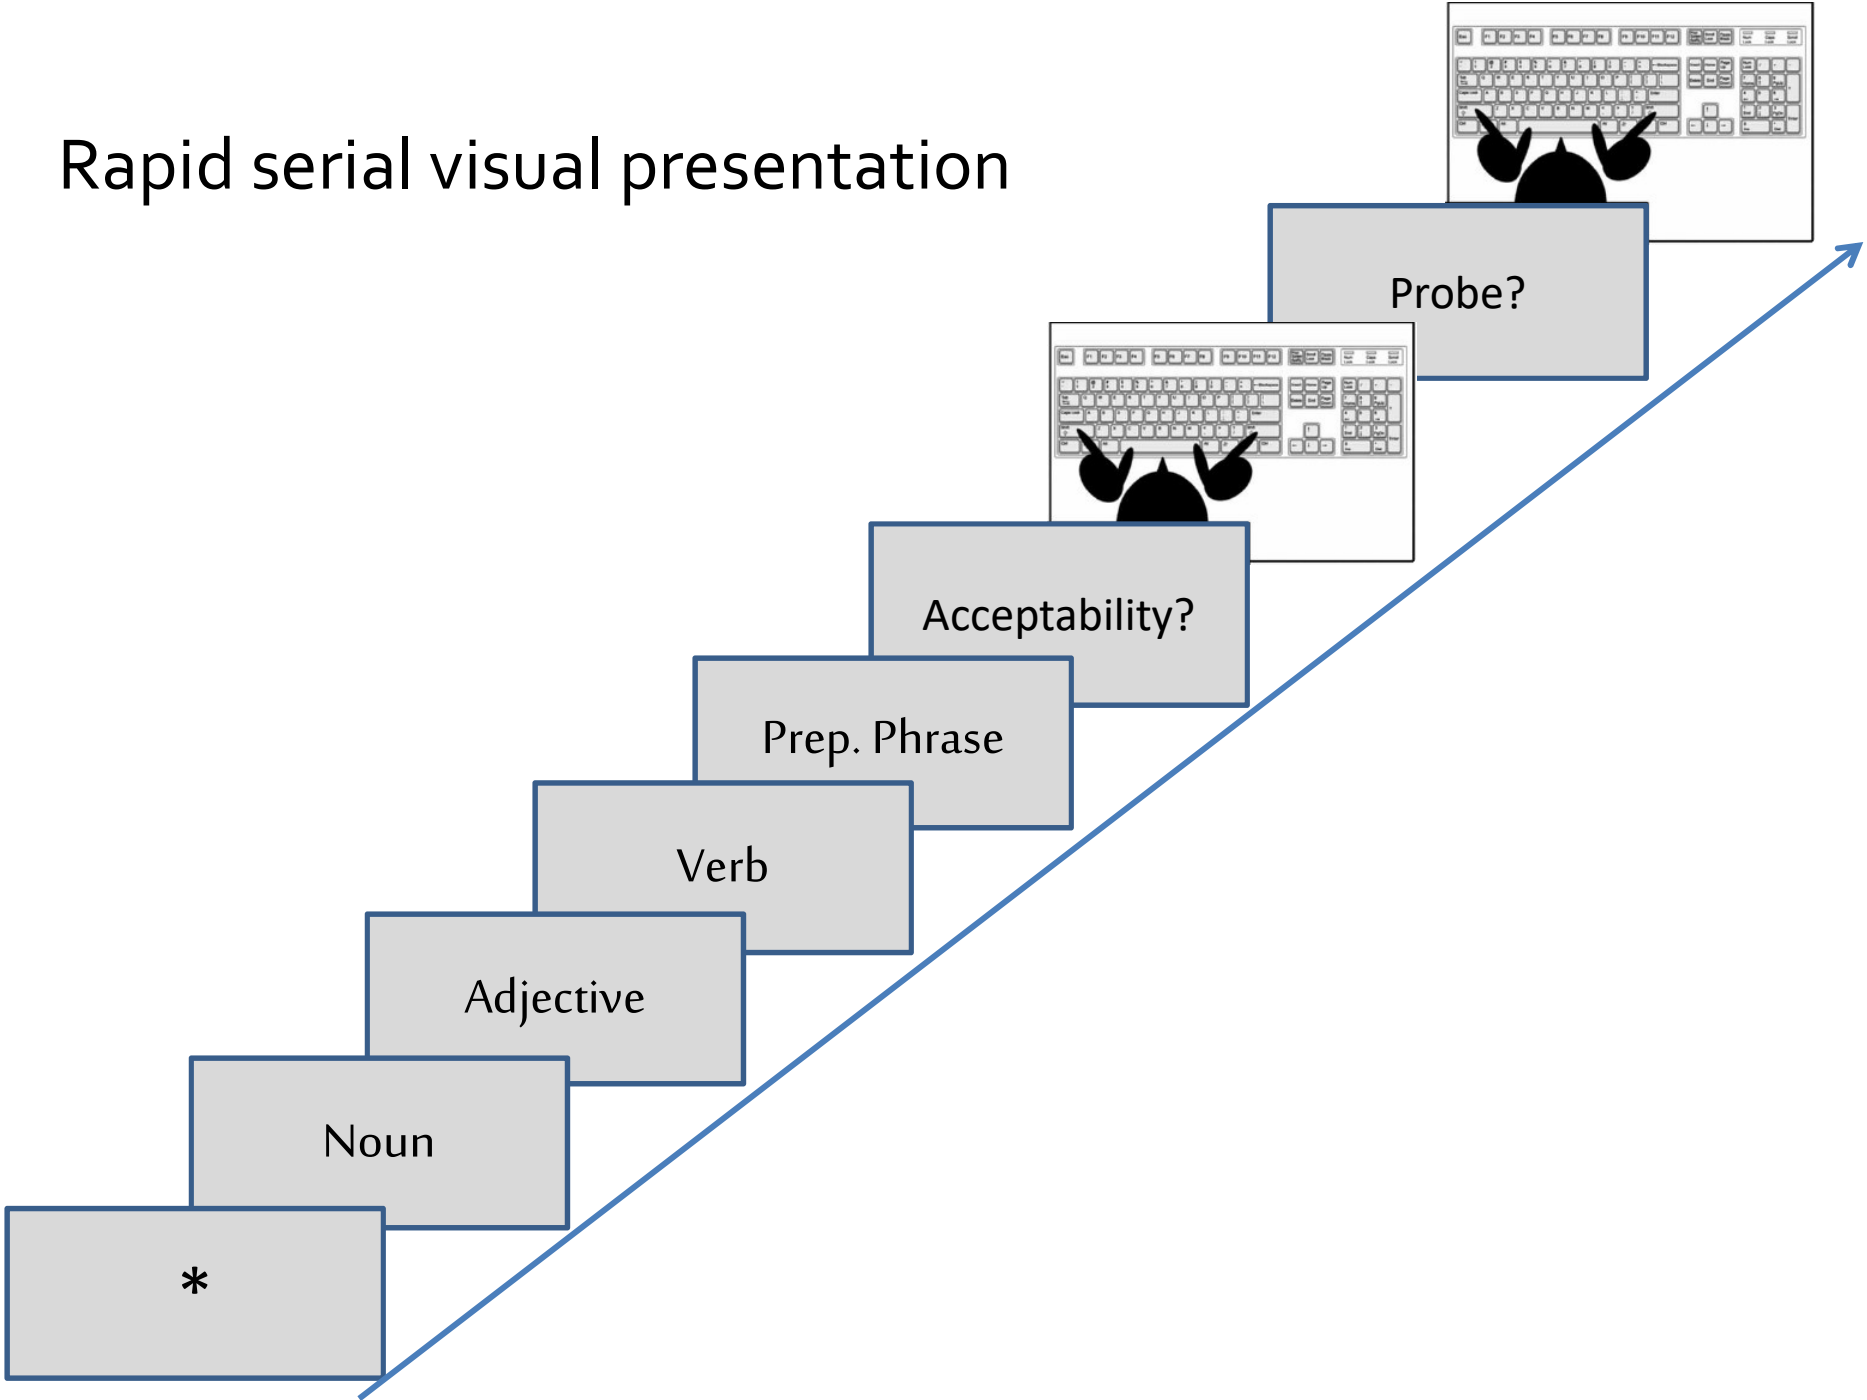 Rapid serial visual presentation
Probe?
Acceptability?
Prep. Phrase
Verb
Adjective
Noun
*